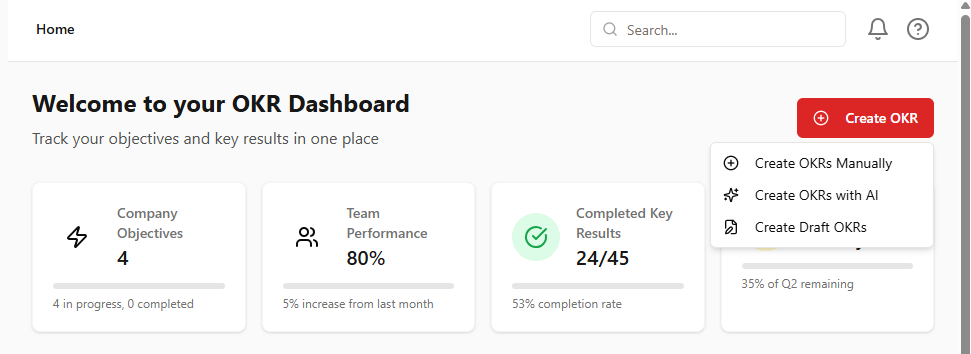 Home
Search...
Welcome to your OKR Dashboard
Track your objectives and key results in one place
Create OKR
Create OKRs Manually
Create OKRs with AI
Create Draft OKRs
Company
Objectives
4
4 in progress, 0 completed
Team
Performance
80%
5% increase from last month
Completed Key
Results
24/45
53% completion rate
35% of Q2 remaining